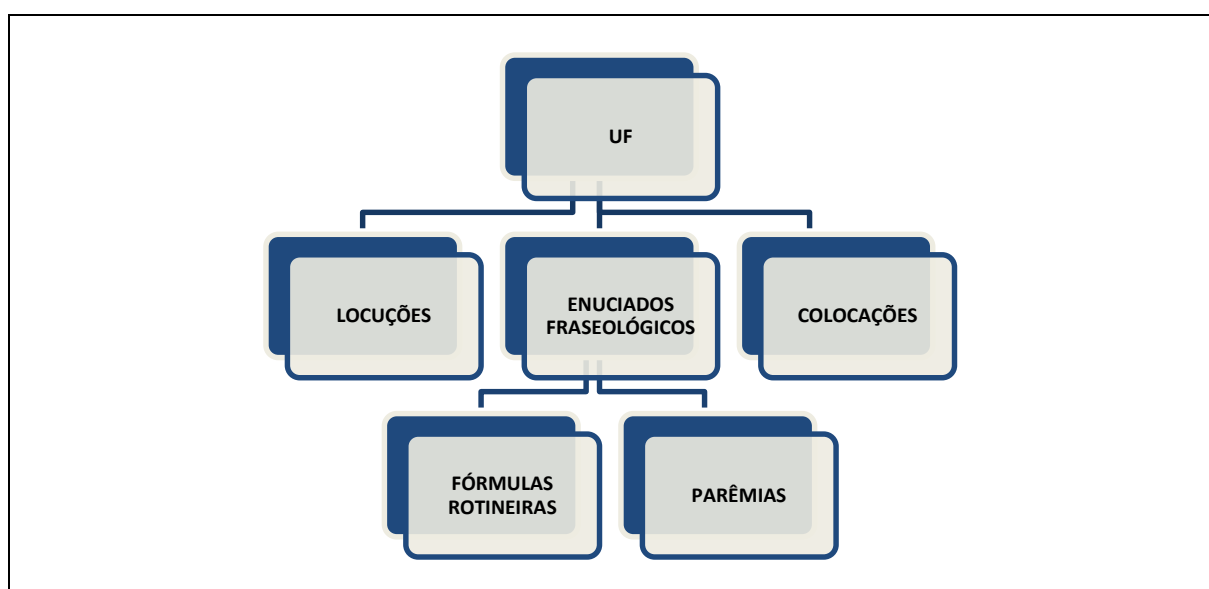 UF
LOCUÇÕES
ENUCIADOS
FRASEOLÓGICOS
COLOCAÇÕES
FÓRMULAS
ROTINEIRAS
PARÊMIAS